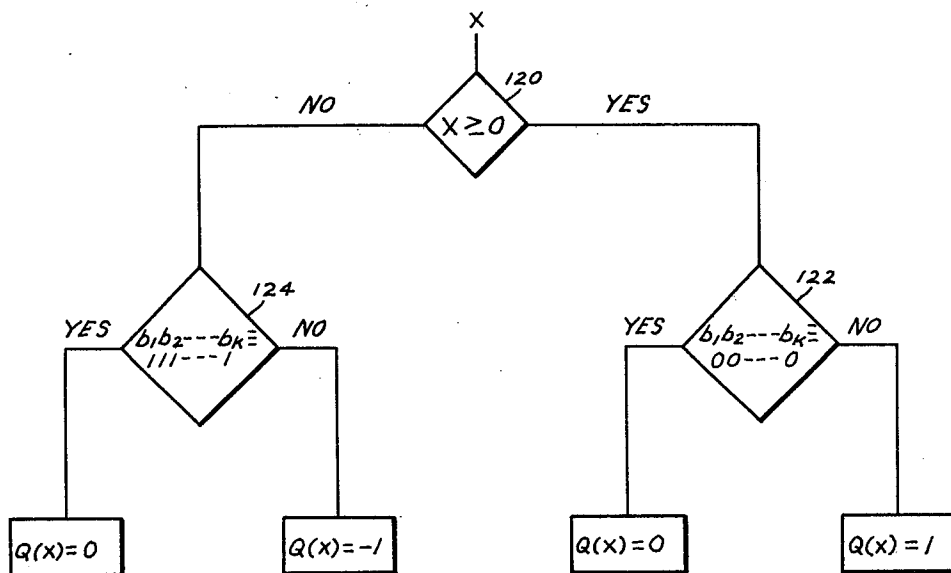 X
120
NO
YES
X ≥ 0
124
122
YES
b₁b₂----bₖ≡
111---1
NO
YES
b₁b₂----bₖ≡
00---0
NO
Q(x)=0
Q(x)=-1
Q(x)=0
Q(x)=1